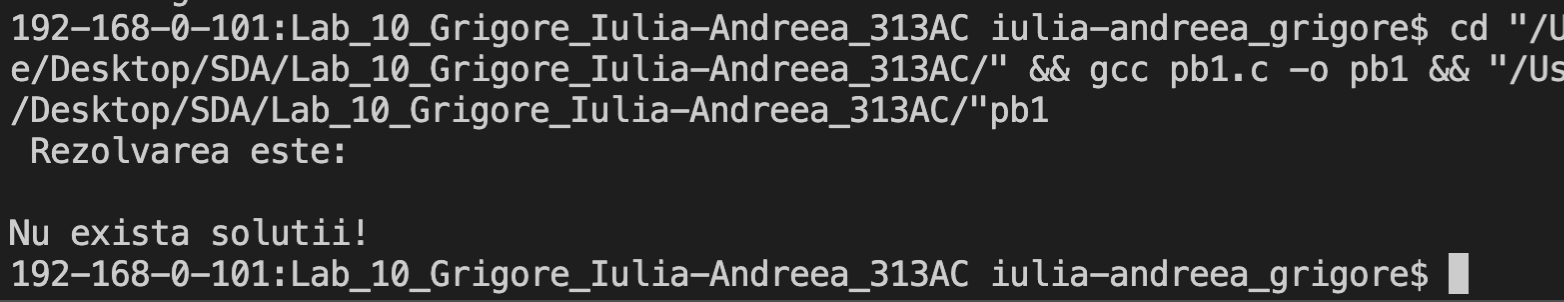 192-168-0-101:Lab_10_Grigore_Iulia-Andreea_313AC iulia-andreea_grigore$ cd "/U
e/Desktop/SDA/Lab_10_Grigore_Iulia-Andreea_313AC/" && gcc pb1.c -o pb1 && "/Us
/Desktop/SDA/Lab_10_Grigore_Iulia-Andreea_313AC/"pb1
Rezolvarea este:
Nu exista solutii!
192-168-0-101:Lab_10_Grigore_Iulia-Andreea_313AC iulia-andreea_grigore$